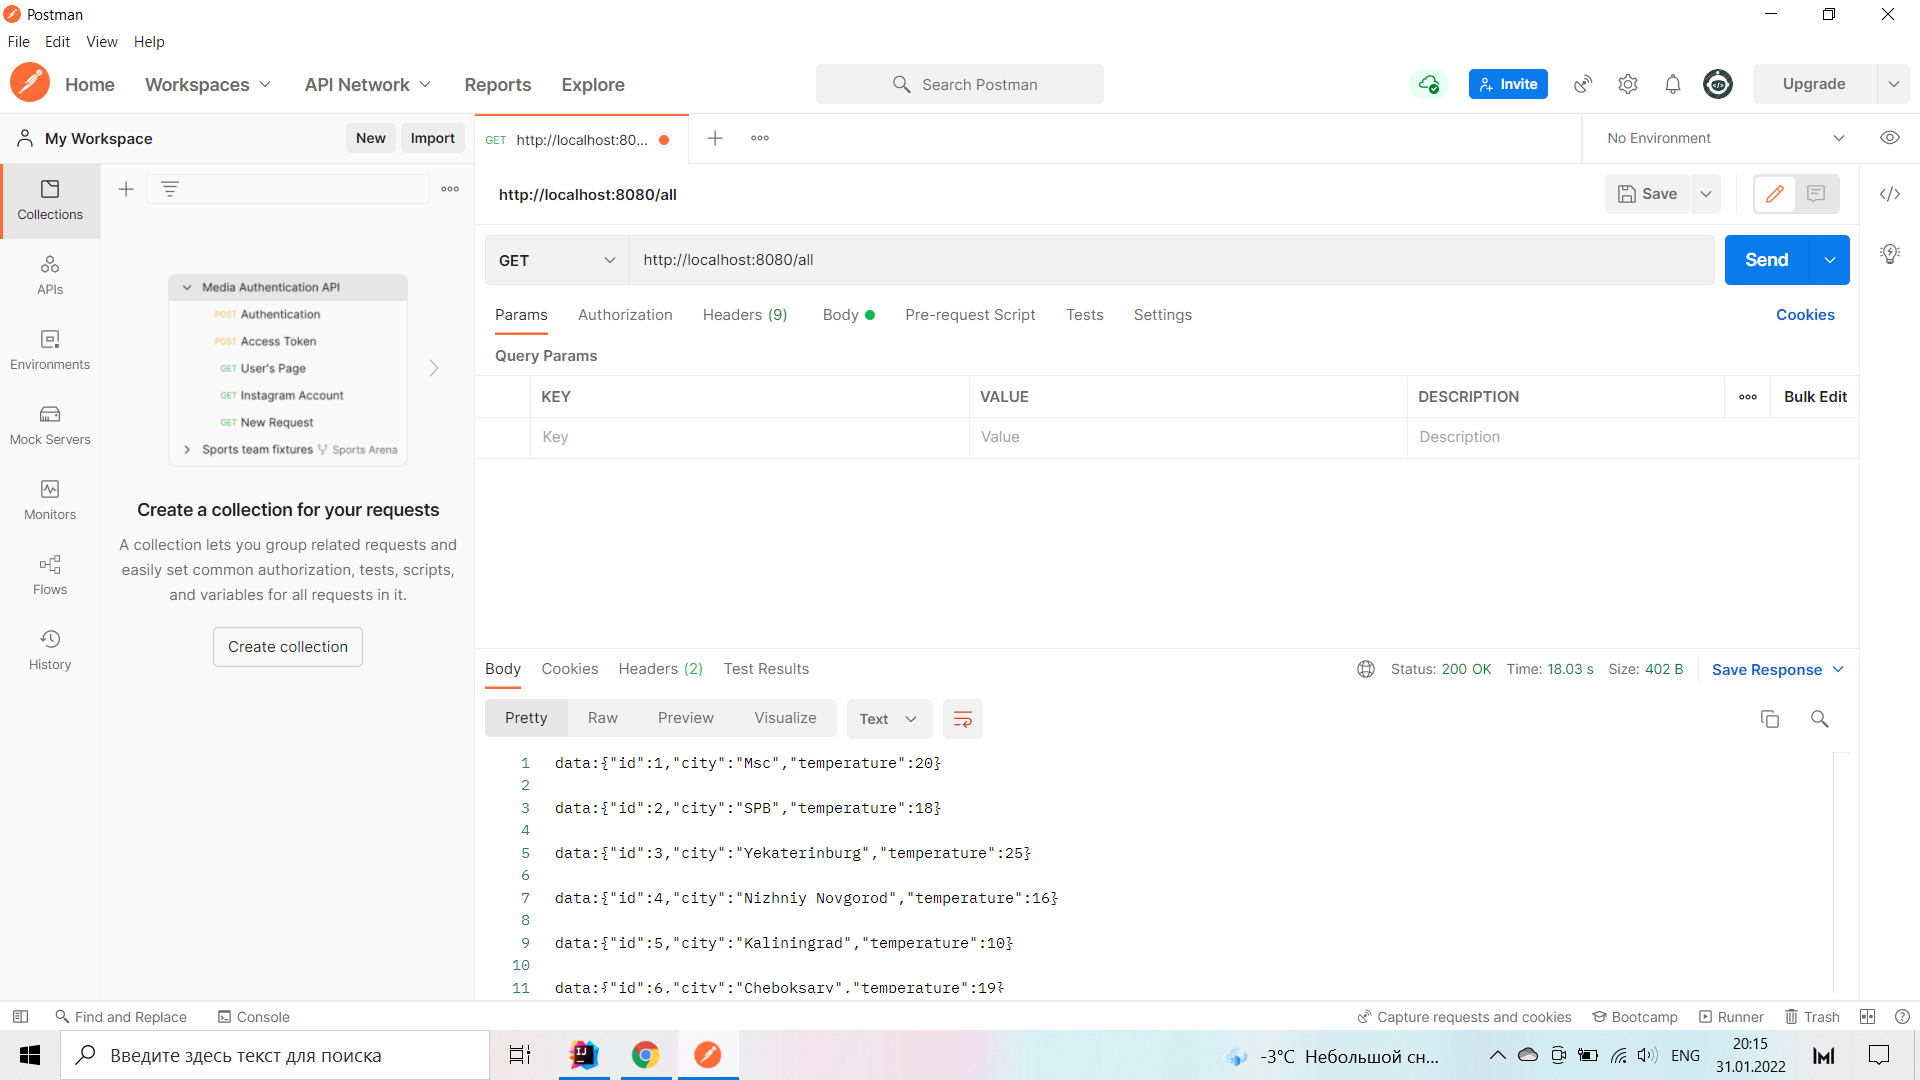 Postman
File Edit View Help
Home Workspaces API Network Reports Explore Search Postman Invite Upgrade
My Workspace New Import GET http://localhost:80... No Environment
http://localhost:8080/all Save
Collections
APIs
Environments
Mock Servers
Monitors
Flows
History
Media Authentication API
POST Authentication
POST Access Token
GET User's Page
GET Instagram Account
GET New Request
Sports team fixtures Sports Arena
Create a collection for your requests
A collection lets you group related requests and
easily set common authorization, tests, scripts,
and variables for all requests in it.
Create collection
GET http://localhost:8080/all Send
Params Authorization Headers (9) Body Pre-request Script Tests Settings Cookies
Query Params
KEY VALUE DESCRIPTION Bulk Edit
Key Value Description
Body Cookies Headers (2) Test Results Status: 200 OK Time: 18.03 s Size: 402 B Save Response
Pretty Raw Preview Visualize Text
1 data:{"id":1,"city":"Msc","temperature":20}
2
3 data:{"id":2,"city":"SPB","temperature":18}
4
5 data:{"id":3,"city":"Yekaterinburg","temperature":25}
6
7 data:{"id":4,"city":"Nizhniy Novgorod","temperature":16}
8
9 data:{"id":5,"city":"Kaliningrad","temperature":10}
10
11 data:{"id":6,"city":"Cheboksary","temperature":19}
Find and Replace Console Capture requests and cookies Bootcamp Runner Trash
Введите здесь текст для поиска -3°C Небольшой сн... ENG 20:15
31.01.2022